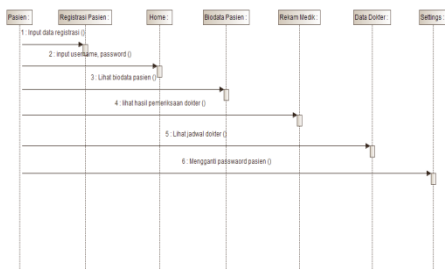 Pasien :
Registrasi Pasien :
Home :
Biodata Pasien :
Rekam Medik :
Data Dokter :
Settings :
1 : Input data registrasi ()
2 : input username, password ()
3 : Lihat biodata pasien ()
4 : lihat hasil pemeriksaan dokter ()
5 : Lihat jadwal dokter ()
6 : Mengganti passwaord pasien ()